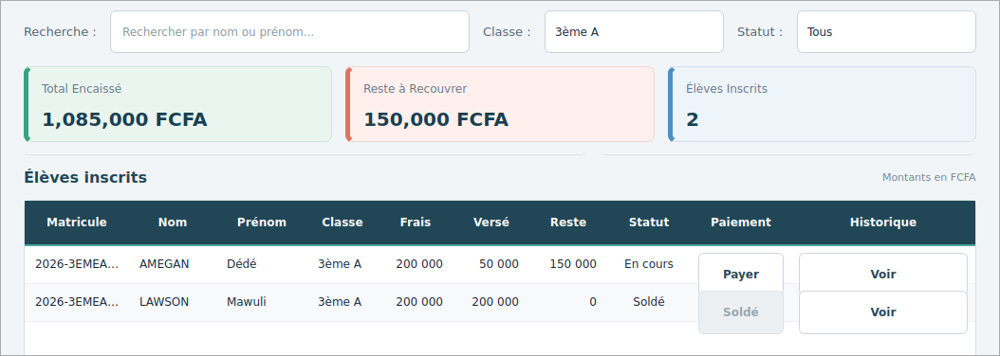 Recherche : Rechercher par nom ou prénom... Classe : 3ème A Statut : Tous
Total Encaissé Reste à Recouvrer Élèves Inscrits
1,085,000 FCFA 150,000 FCFA 2
Élèves inscrits Montants en FCFA
Matricule Nom Prénom Classe Frais Versé Reste Statut Paiement Historique
2026-3EMEA... AMEGAN Dédé 3ème A 200 000 50 000 150 000 En cours Payer Voir
2026-3EMEA... LAWSON Mawuli 3ème A 200 000 200 000 0 Soldé Soldé Voir